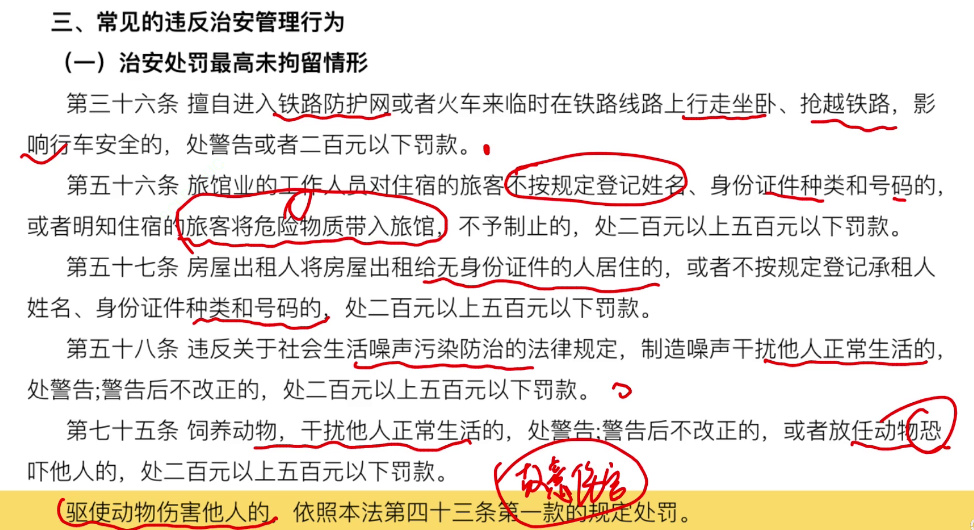 三、常见的违反治安管理行为
（一）治安处罚最高未拘留情形
第三十六条 擅自进入铁路防护网或者火车来临时在铁路线路上行走坐卧、抢越铁路，影
响行车安全的，处警告或者二百元以下罚款。
第五十六条 旅馆业的工作人员对住宿的旅客不按规定登记姓名、身份证件种类和号码的，
或者明知住宿的旅客将危险物质带入旅馆，不予制止的，处二百元以上五百元以下罚款。
第五十七条 房屋出租人将房屋出租给无身份证件的人居住的，或者不按规定登记承租人
姓名、身份证件种类和号码的，处二百元以上五百元以下罚款。
第五十八条 违反关于社会生活噪声污染防治的法律规定，制造噪声干扰他人正常生活的，
处警告;警告后不改正的，处二百元以上五百元以下罚款。
第七十五条 饲养动物，干扰他人正常生活的，处警告;警告后不改正的，或者放任动物恐
吓他人的，处二百元以上五百元以下罚款。
故意伤害
驱使动物伤害他人的，依照本法第四十三条第一款的规定处罚。